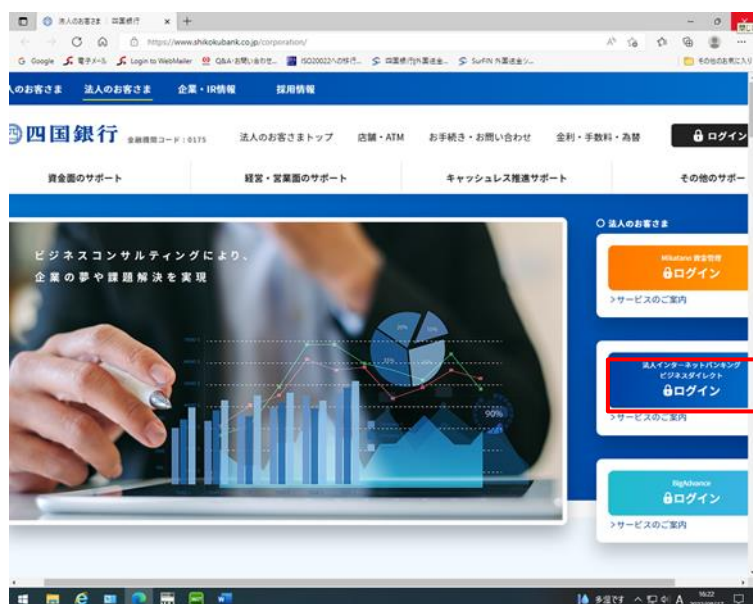 法人のお客さま | 四国銀行
https://www.shikokubank.co.jp/corporation/
Google
電子メール
Login to WebMailer
Q&A・お問い合わせ...
ISO20022への移行...
四国銀行|外国送金...
SurFIN 外国送金シ...
その他のお気に入り
のお客さま
法人のお客さま
企業・IR情報
採用情報
四国銀行
金融機関コード:0175
法人のお客さまトップ
店舗・ATM
お手続き・お問い合わせ
金利・手数料・為替
ログイン
資金面のサポート
経営・営業面のサポート
キャッシュレス推進サポート
その他のサポー
ビジネスコンサルティングにより、
企業の夢や課題解決を実現
90%
法人のお客さま
Mikatano 資金管理
ログイン
>サービスのご案内
法人インターネットバンキング
ビジネスダイレクト
ログイン
>サービスのご案内
BigAdvance
ログイン
>サービスのご案内
多湿です
A
16:22